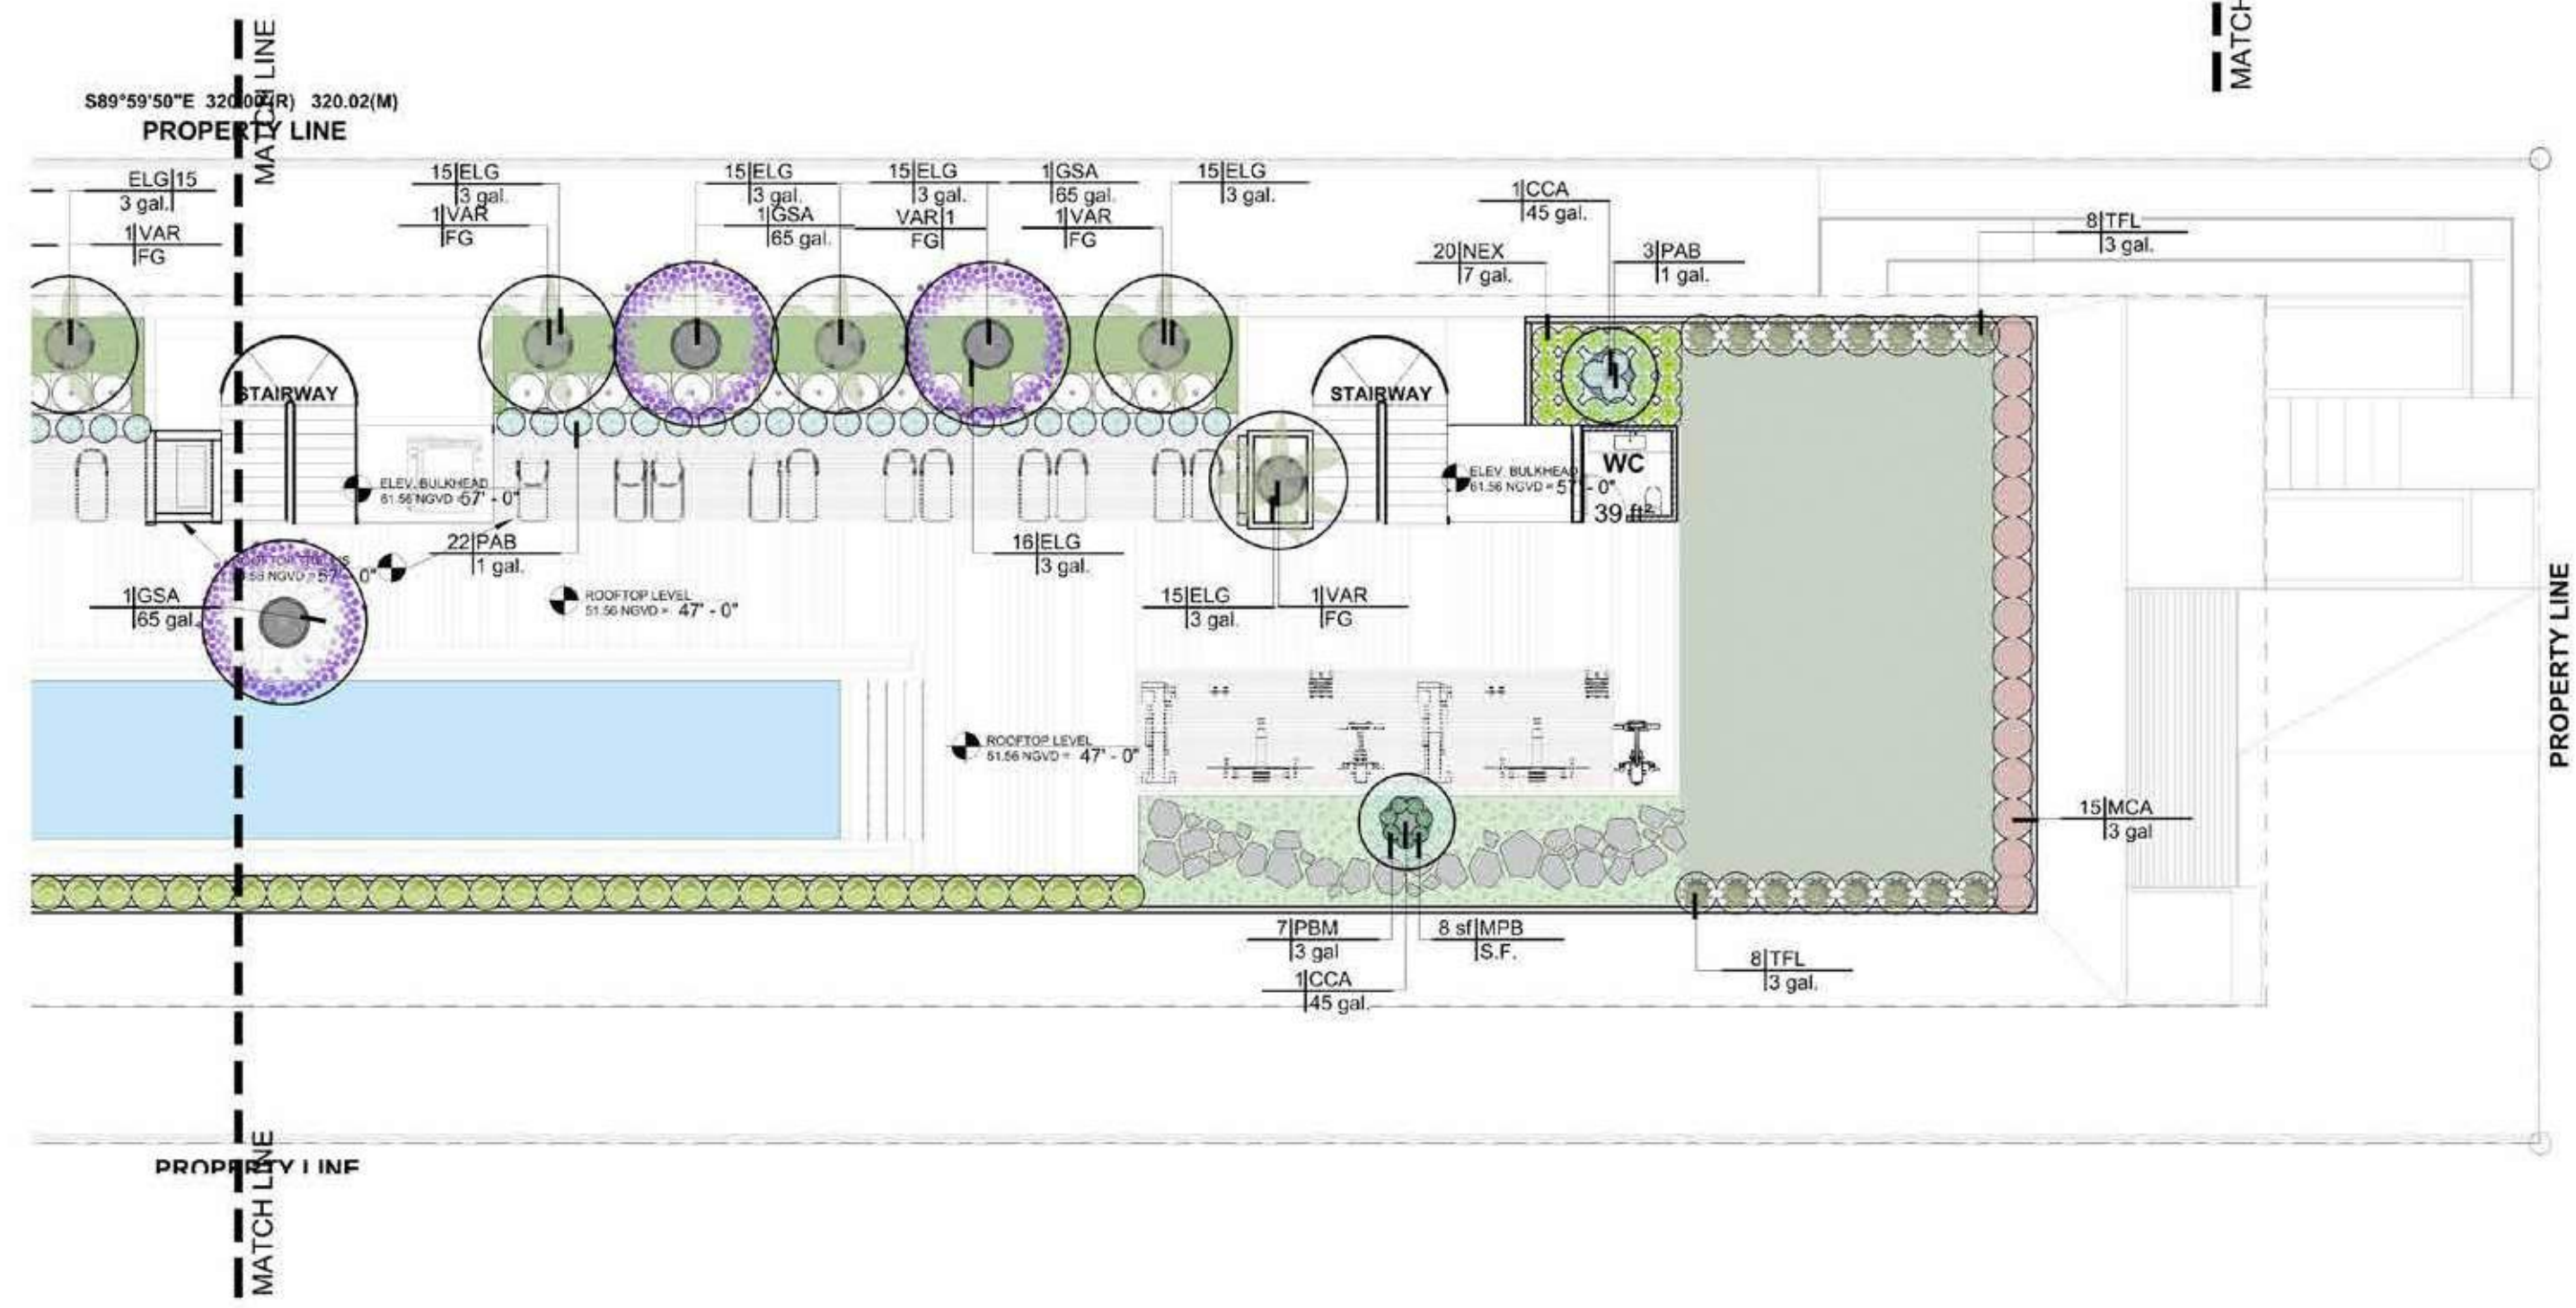 MATCH LINE
MATCH
S89°59'50"E 320.00'(R) 320.02(M)
PROPERTY LINE
ELG|15
3 gal.
1|VAR
FG
15|ELG
3 gal.
1|VAR
FG
15|ELG
3 gal.
1|GSA
65 gal.
15|ELG
3 gal.
VAR|1
FG
1|GSA
65 gal.
1|VAR
FG
15|ELG
3 gal.
1|CCA
45 gal.
20|NEX
7 gal.
3|PAB
1 gal.
8|TFL
3 gal.
STAIRWAY
STAIRWAY
ELEV. BULKHEAD
61.56 NGVD = 57' - 0"
ELEV. BULKHEAD
61.56 NGVD = 57' - 0"
WC
39 ft²
22|PAB
1 gal.
16|ELG
3 gal.
57' - 0"
1|GSA
65 gal.
ROOFTOP LEVEL
51.56 NGVD = 47' - 0"
15|ELG
3 gal.
1|VAR
FG
ROOFTOP LEVEL
51.56 NGVD = 47' - 0"
PROPERTY LINE
15|MCA
3 gal
7|PBM
3 gal
8 sf|MPB
S.F.
1|CCA
45 gal.
8|TFL
3 gal.
PROPERTY LINE
MATCH LINE